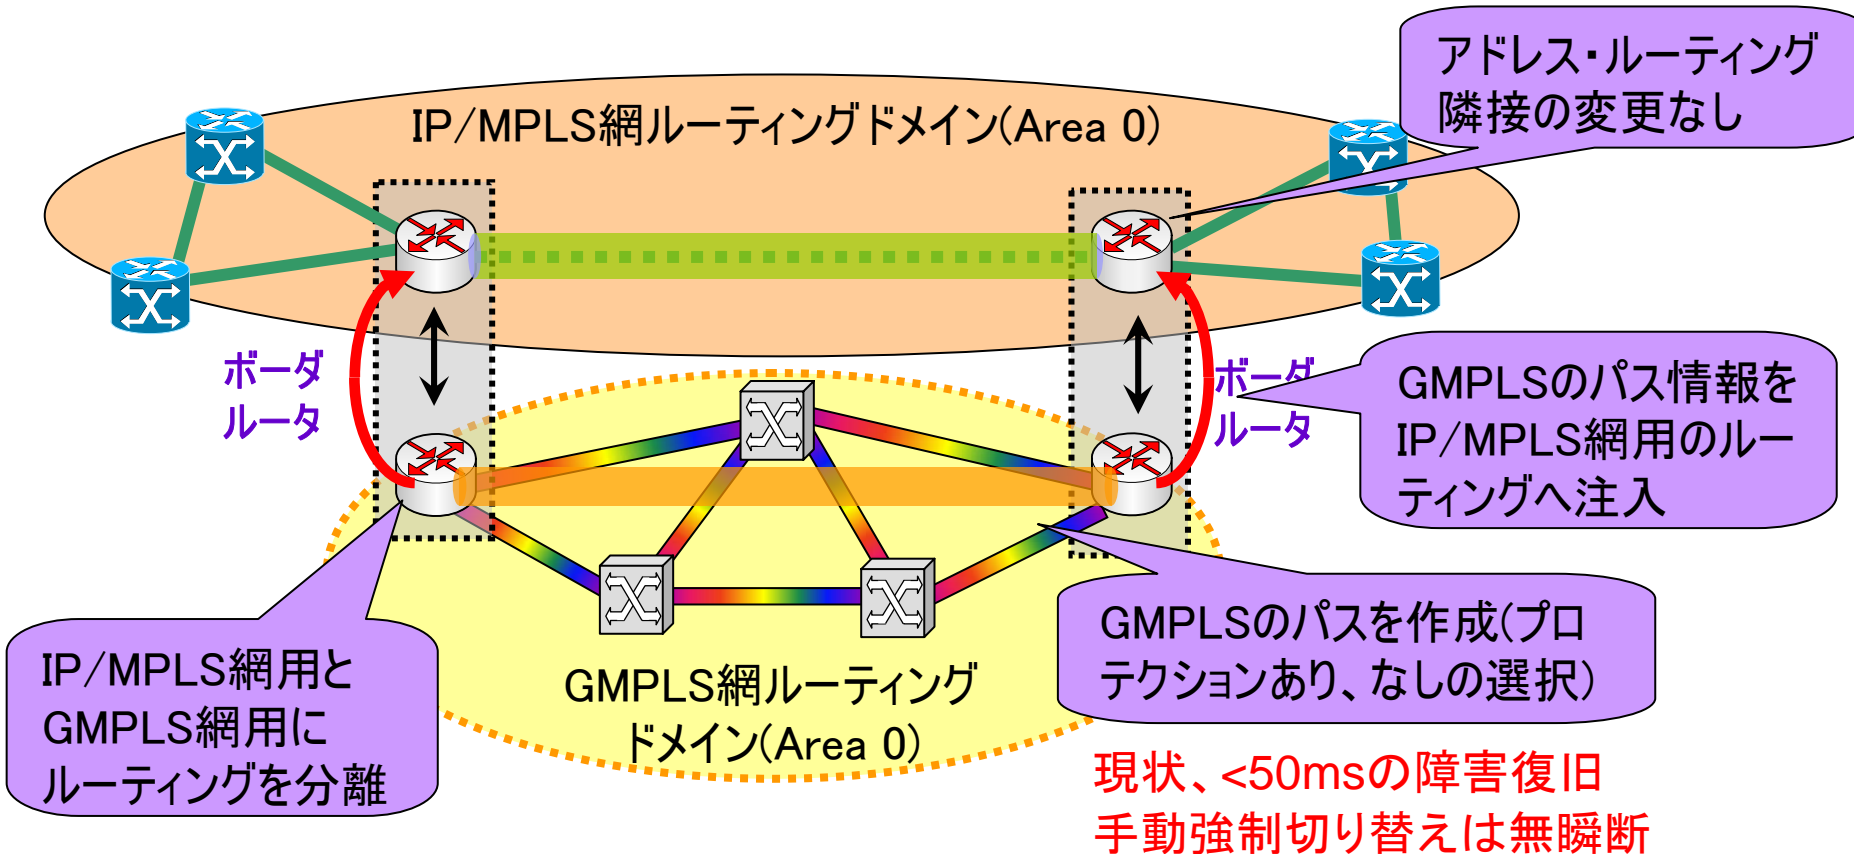 アドレス・ルーティング
隣接の変更なし
IP/MPLS網ルーティングドメイン(Area 0)
ボーダ
ルータ
ボーダ
ルータ
GMPLSのパス情報を
IP/MPLS網用のルー
ティングへ注入
IP/MPLS網用と
GMPLS網用に
ルーティングを分離
GMPLS網ルーティング
ドメイン(Area 0)
GMPLSのパスを作成(プロ
テクションあり、なしの選択)
現状、<50msの障害復旧
手動強制切り替えは無瞬断